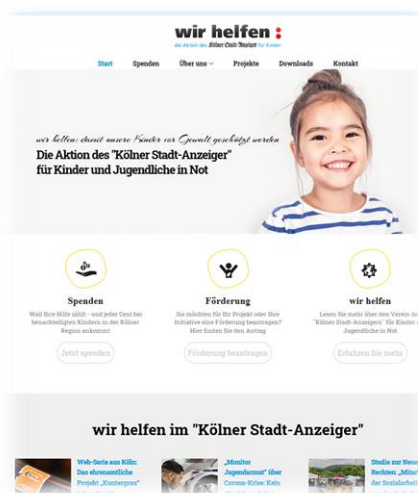 wir helfen :
die Aktion des Kölner Stadt-Anzeiger für Kinder
Start Spenden Über uns Projekte Downloads Kontakt
wir helfen: damit unsere Kinder vor Gewalt geschützt werden
Die Aktion des "Kölner Stadt-Anzeiger"
für Kinder und Jugendliche in Not
Spenden
Weil Ihre Hilfe zählt - und jeder Cent bei
benachteiligten Kindern in der Kölner
Region ankommt
Jetzt spenden
Förderung
Sie möchten für Ihr Projekt oder Ihre
Initiative eine Förderung beantragen?
Hier finden Sie den Antrag
Förderung beantragen
wir helfen
Lesen Sie mehr über den Verein de
"Kölner Stadt-Anzeigers" für Kinder
Jugendliche in Not
Erfahren Sie mehr
wir helfen im "Kölner Stadt-Anzeiger"
Web-Serie aus Köln:
Das ehrenamtliche
Projekt „Kuntergrau“
„Monitor
Jugendarmut“ über
Corona-Krise: Kein
Studie zur Neue
Rechten: „Mitu
der Sozialarbei